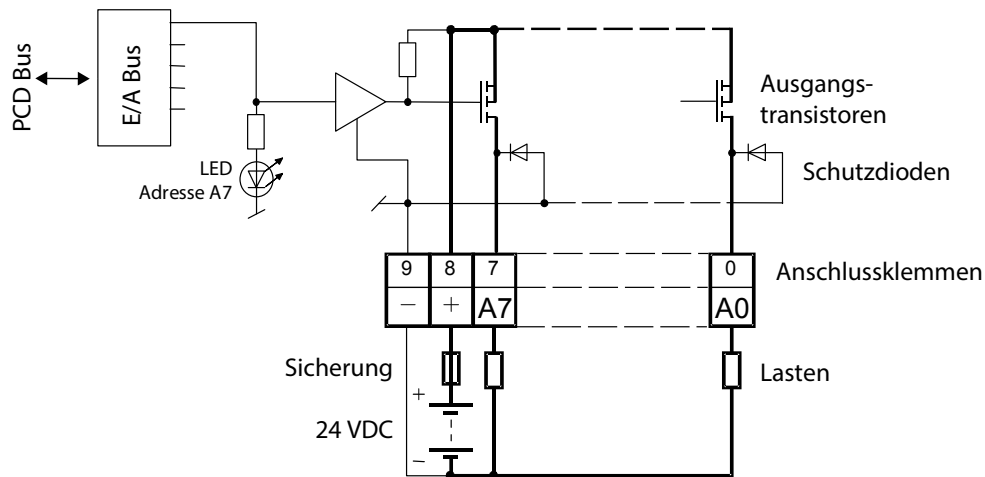 PCD Bus
E/A Bus
LED
Adresse A7
Ausgangs-
transistoren
Schutzdioden
9 8 7 0
Anschlussklemmen
– + A7 A0
Sicherung
Lasten
+
24 VDC
–